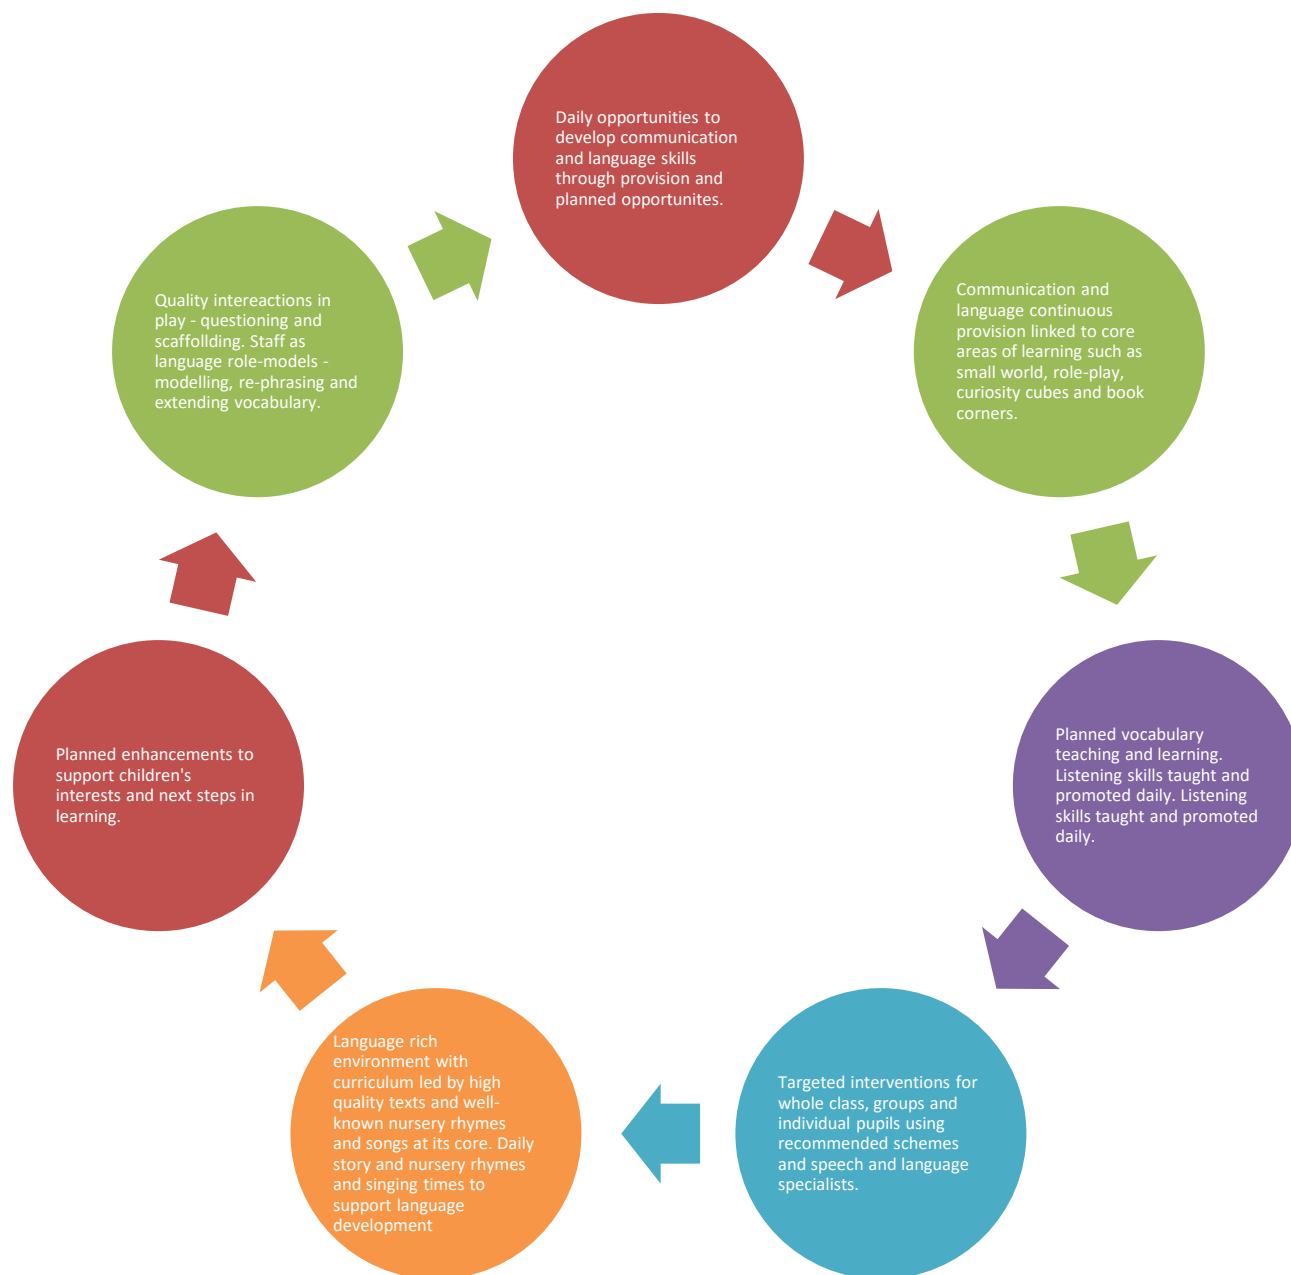 Daily opportunities to
develop communication
and language skills
through provision and
planned opportunites.
Communication and
language continuous
provision linked to core
areas of learning such as
small world, role-play,
curiosity cubes and book
corners.
Planned vocabulary
teaching and learning.
Listening skills taught and
promoted daily. Listening
skills taught and promoted
daily.
Targeted interventions for
whole class, groups and
individual pupils using
recommended schemes
and speech and language
specialists.
Language rich
environment with
curriculum led by high
quality texts and well-
known nursery rhymes
and songs at its core. Daily
story and nursery rhymes
and singing times to
support language
development
Planned enhancements to
support children's
interests and next steps in
learning.
Quality intereactions in
play - questioning and
scaffollding. Staff as
language role-models -
modelling, re-phrasing and
extending vocabulary.